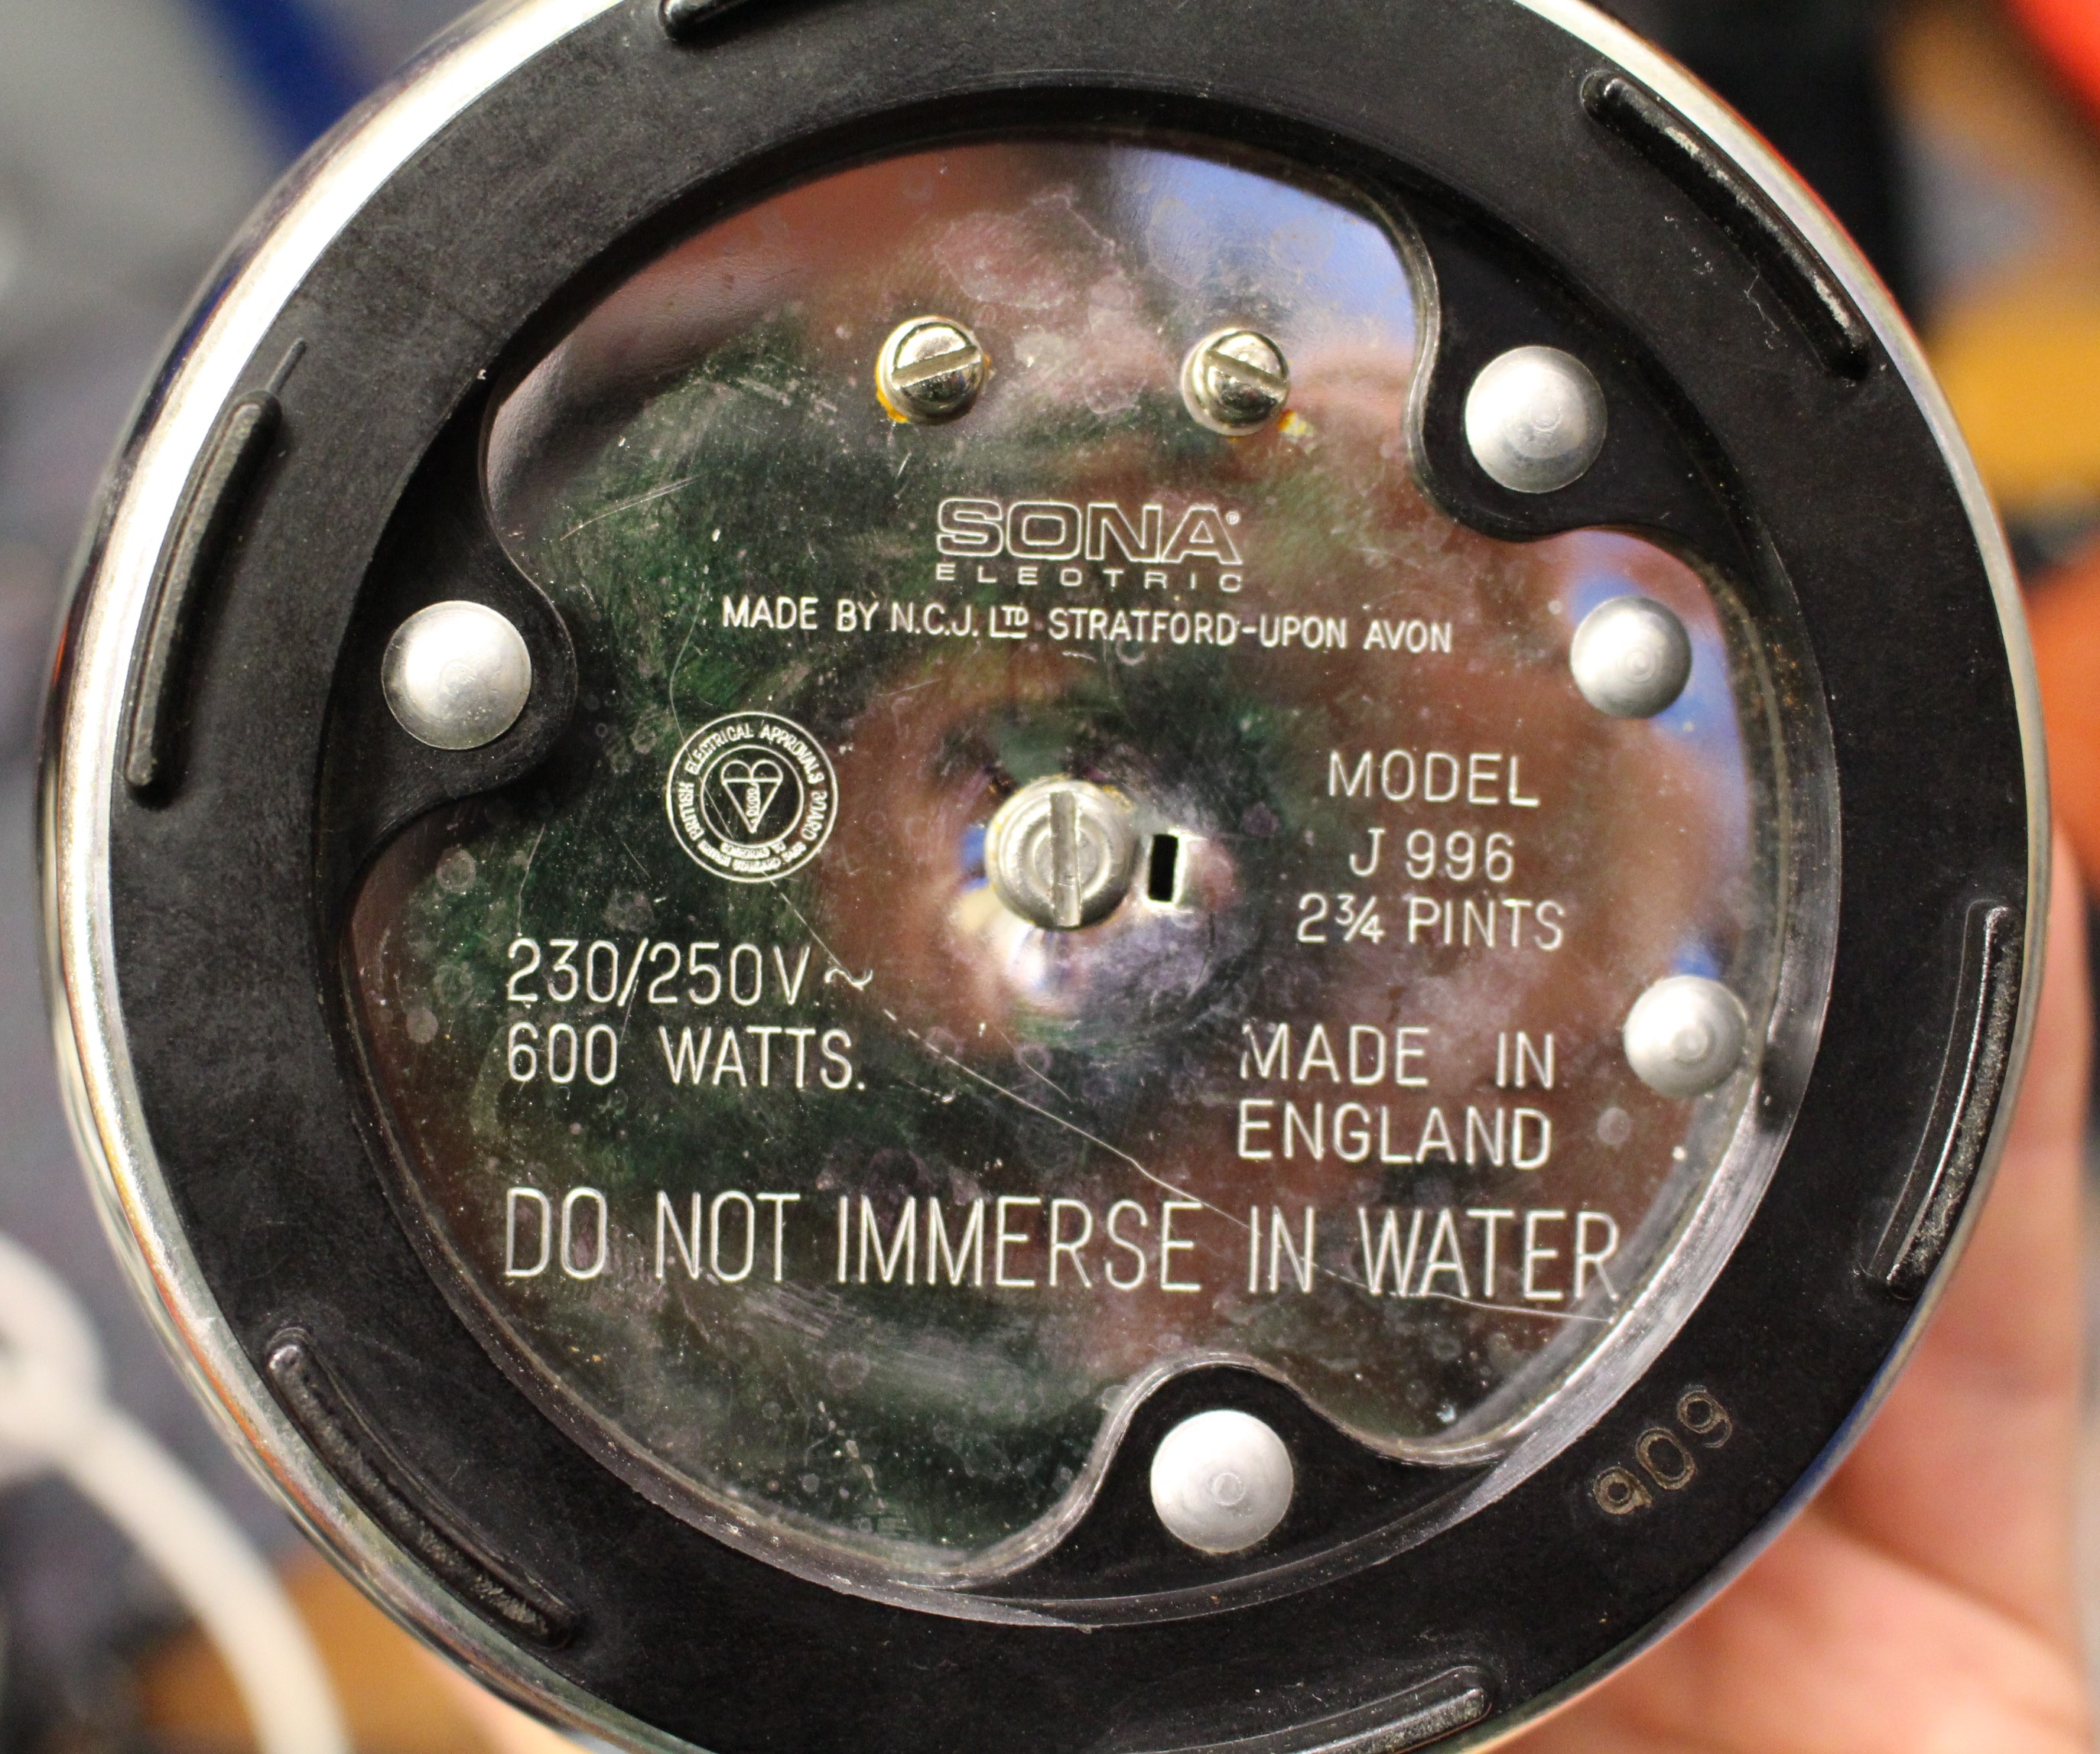 SONA®
ELECTRIC
MADE BY N.C.J. LTD STRATFORD-UPON AVON
BRITISH ELECTRICAL APPROVALS BOARD
MODEL
J 996
2¾ PINTS
230/250V ~
600 WATTS.
MADE IN
ENGLAND
DO NOT IMMERSE IN WATER